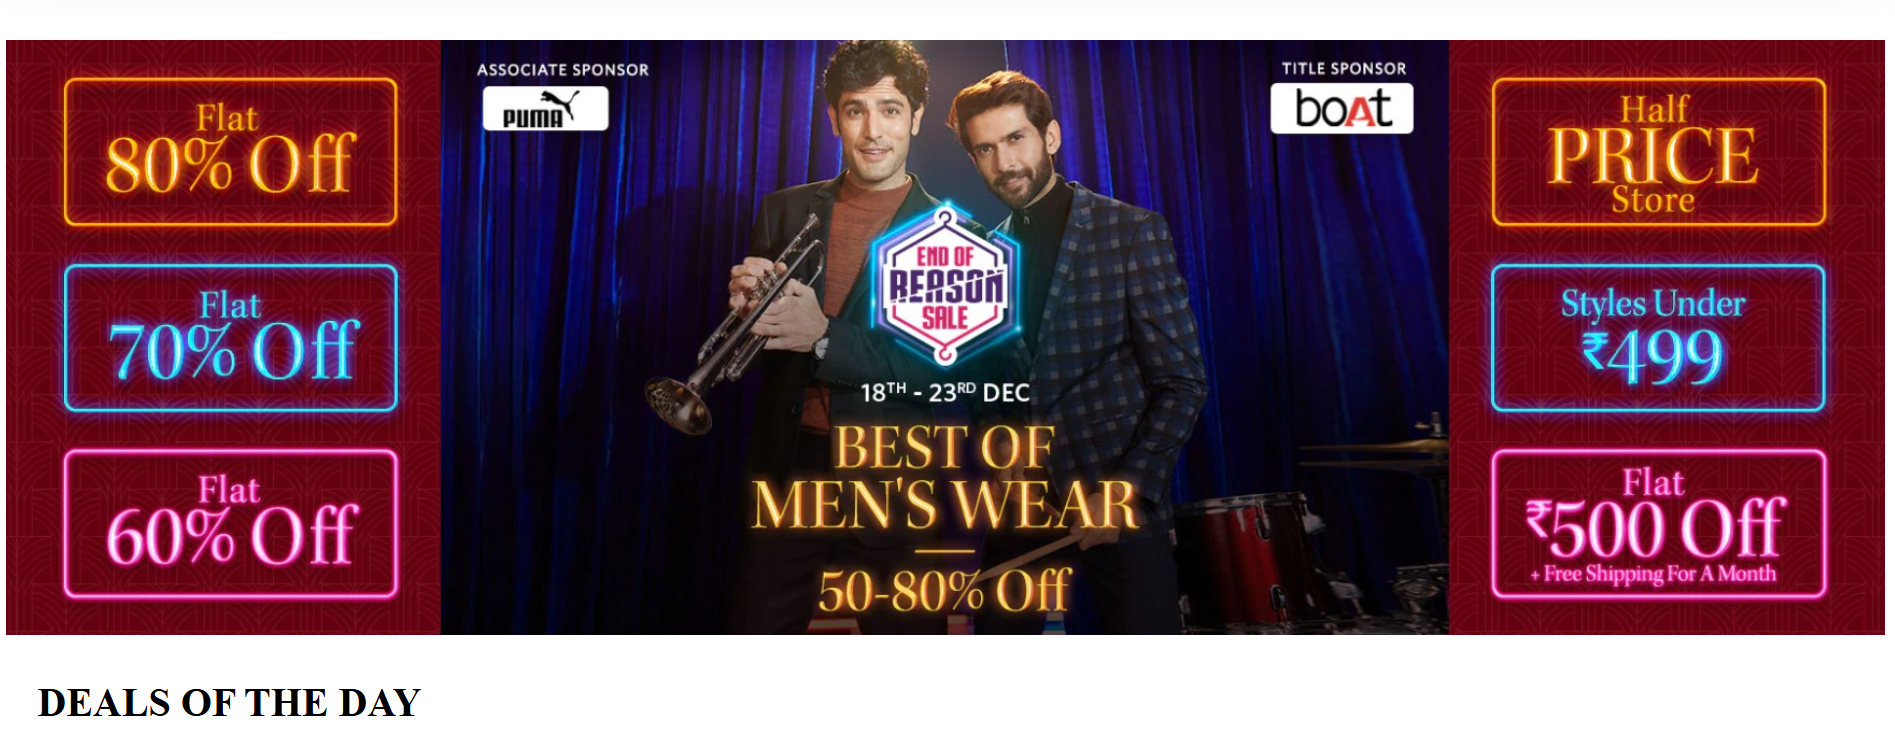 Flat
80% Off
Flat
70% Off
Flat
60% Off
ASSOCIATE SPONSOR
PUMA
TITLE SPONSOR
boAt
END OF
REASON
SALE
18TH - 23RD DEC
BEST OF
MEN'S WEAR
50-80% Off
Half
PRICE
Store
Styles Under
₹499
Flat
₹500 Off
+ Free Shipping For A Month
DEALS OF THE DAY